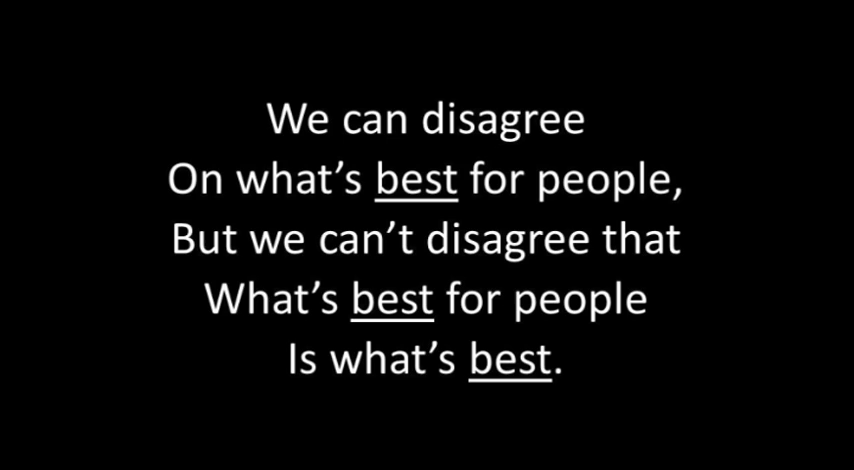 We can disagree
On what’s best for people,
But we can’t disagree that
What’s best for people
Is what’s best.